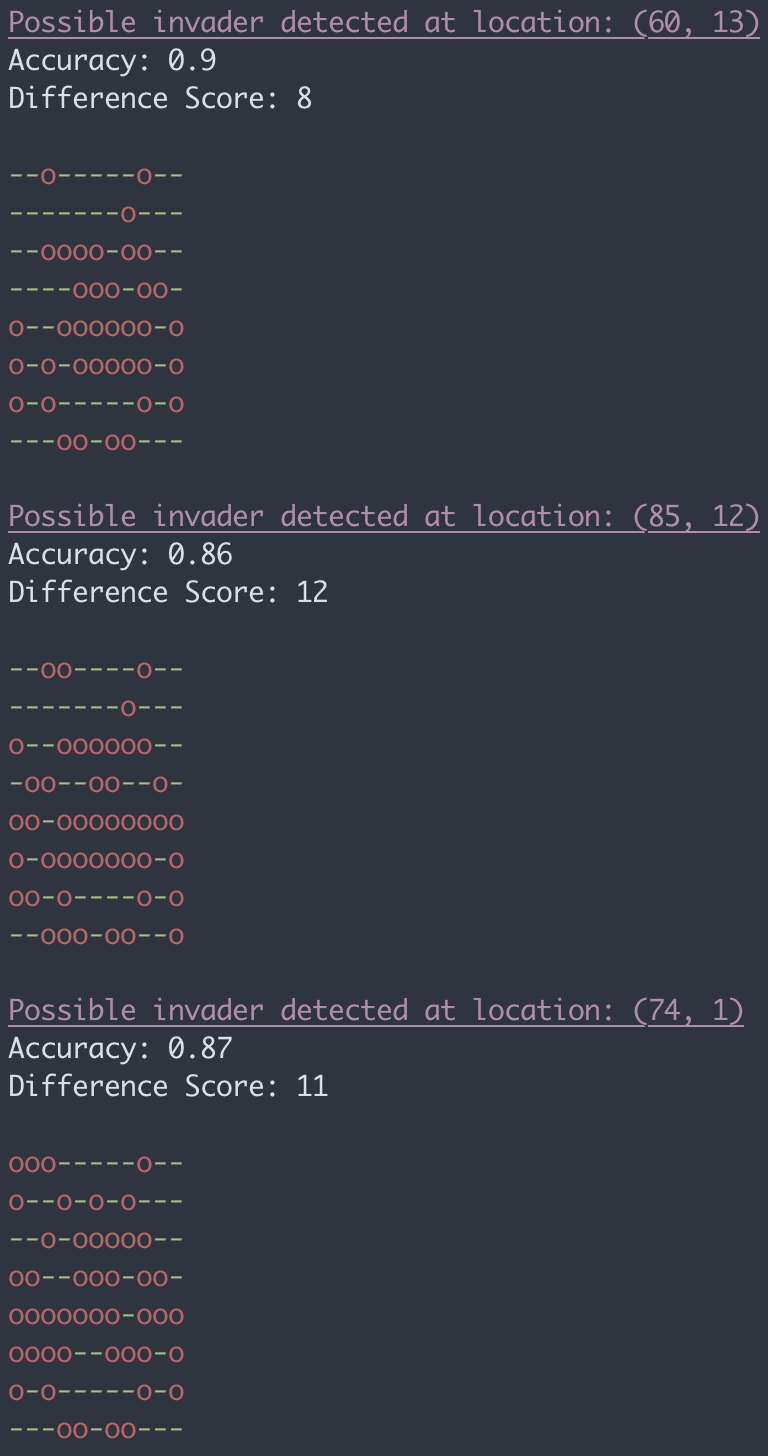 Possible invader detected at location: (60, 13)
Accuracy: 0.9
Difference Score: 8
--o-----o--
-------o---
--oooo-oo--
----ooo-oo-
o--oooooo-o
o-o-ooooo-o
o-o-----o-o
---oo-oo---
Possible invader detected at location: (85, 12)
Accuracy: 0.86
Difference Score: 12
--oo----o--
-------o---
o--oooooo--
-oo--oo--o-
oo-oooooooo
o-ooooooo-o
oo-o----o-o
--ooo-oo--o
Possible invader detected at location: (74, 1)
Accuracy: 0.87
Difference Score: 11
ooo-----o--
o--o-o-o---
--o-ooooo--
oo--ooo-oo-
ooooooo-ooo
oooo--ooo-o
o-o-----o-o
---oo-oo---